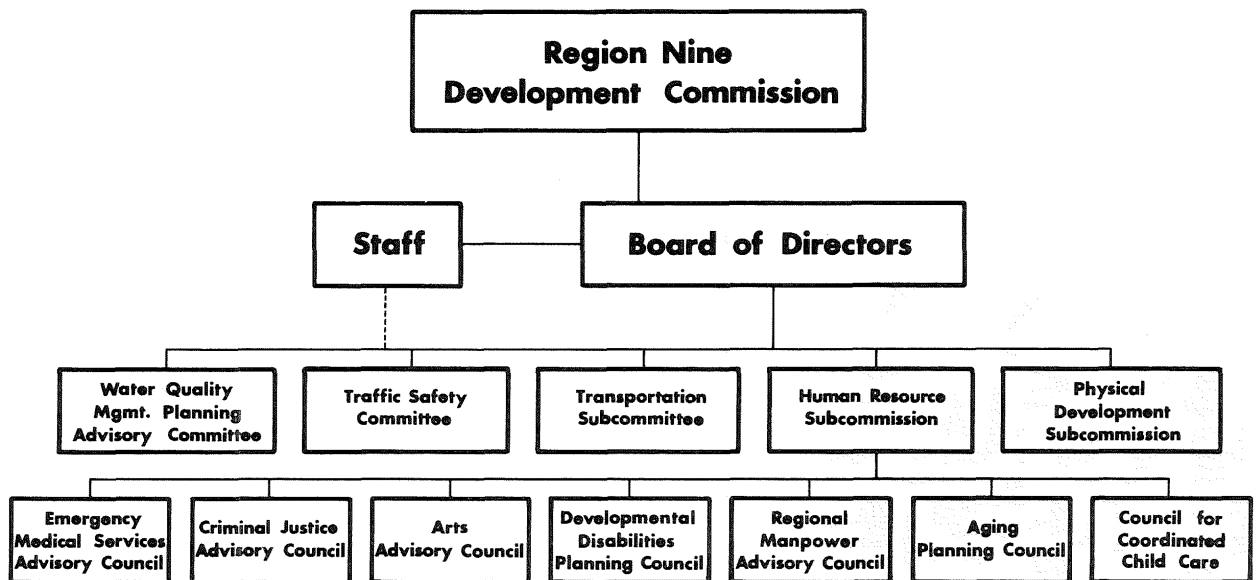 Region Nine
Development Commission
Staff
Board of Directors
Water Quality
Mgmt. Planning
Advisory Committee
Traffic Safety
Committee
Transportation
Subcommittee
Human Resource
Subcommission
Physical
Development
Subcommission
Emergency
Medical Services
Advisory Council
Criminal Justice
Advisory Council
Arts
Advisory Council
Developmental
Disabilities
Planning Council
Regional
Manpower
Advisory Council
Aging
Planning Council
Council for
Coordinated
Child Care